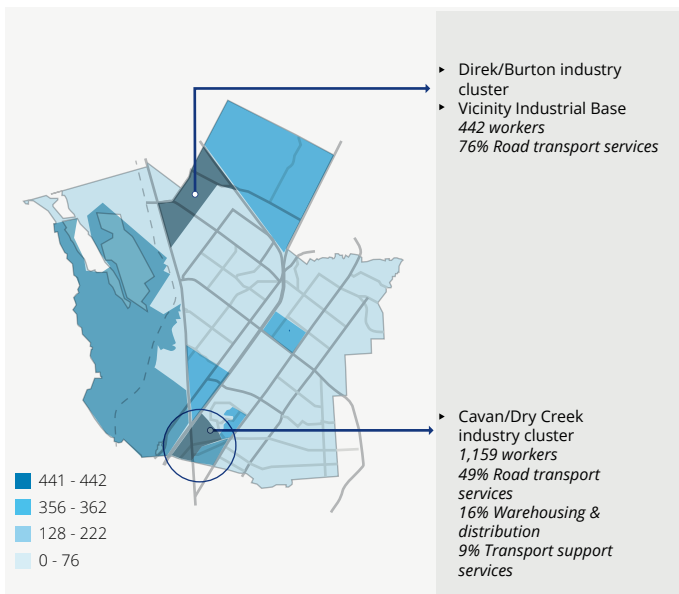 ‣ Direk/Burton industry
cluster
‣ Vicinity Industrial Base
442 workers
76% Road transport services
‣ Cavan/Dry Creek
industry cluster
1,159 workers
49% Road transport
services
16% Warehousing &
distribution
9% Transport support
services
441 - 442
356 - 362
128 - 222
0 - 76